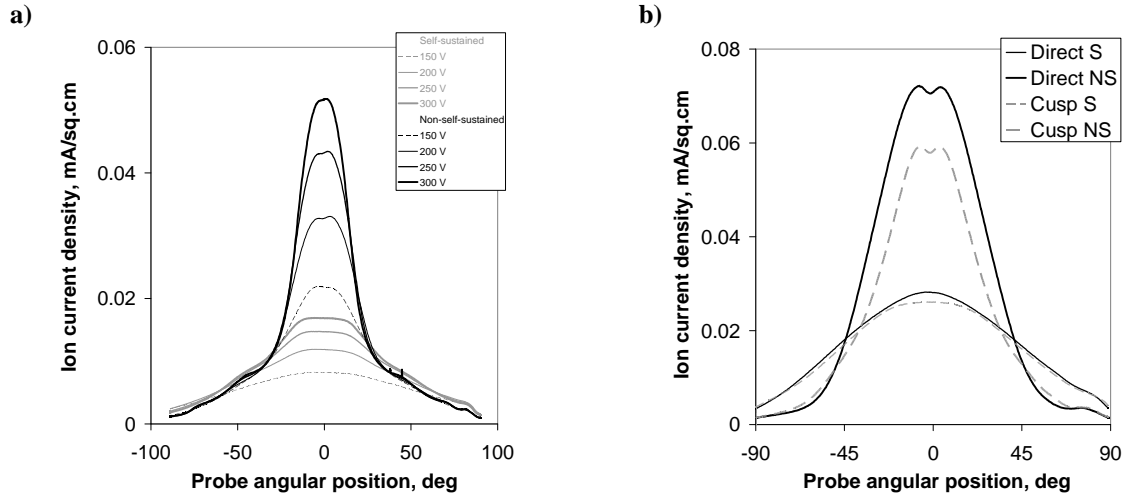 a)
0.06
0.04
0.02
0
Ion current density, mA/sq.cm
-100
-50
0
50
100
Probe angular position, deg
Self-sustained
150 V
200 V
250 V
300 V
Non-self-sustained
150 V
200 V
250 V
300 V
b)
0.08
0.06
0.04
0.02
0
Ion current density, mA/sq.cm
-90
-45
0
45
90
Probe angular position, deg
Direct S
Direct NS
Cusp S
Cusp NS